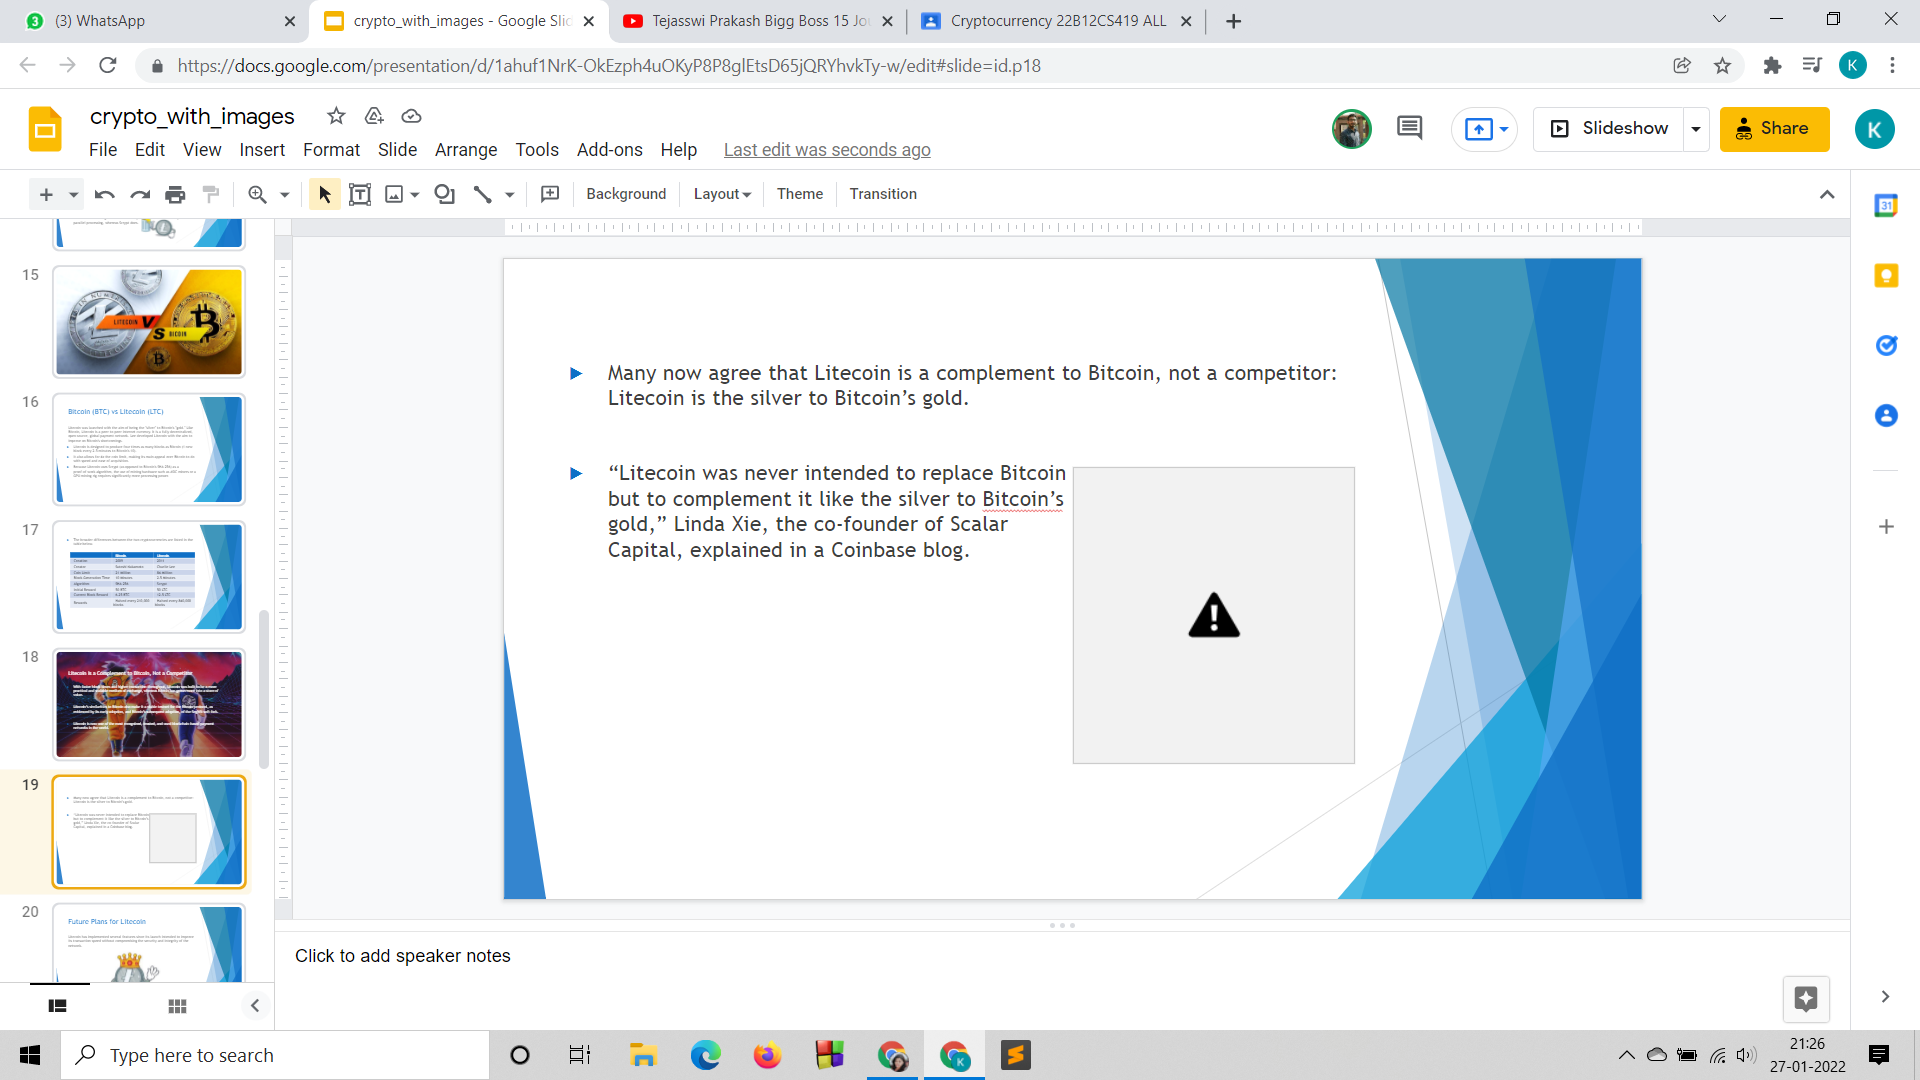 (3) WhatsApp
crypto_with_images - Google Slid
Tejasswi Prakash Bigg Boss 15 Jou
Cryptocurrency 22B12CS419 ALL
https://docs.google.com/presentation/d/1ahuf1NrK-OkEzph4uOKyP8P8glEtsD65jQRYhvkTy-w/edit#slide=id.p18
K
crypto_with_images
File Edit View Insert Format Slide Arrange Tools Add-ons Help Last edit was seconds ago
Slideshow
Share
K
Background Layout Theme Transition
31
15
LITECOIN VS BITCOIN
16
Bitcoin (BTC) vs Litecoin (LTC)
17
18
Litecoin is a Complement to Bitcoin, Not a Competitor
19
20
Future Plans for Litecoin
Many now agree that Litecoin is a complement to Bitcoin, not a competitor:
Litecoin is the silver to Bitcoin’s gold.
“Litecoin was never intended to replace Bitcoin
but to complement it like the silver to Bitcoin’s
gold,” Linda Xie, the co-founder of Scalar
Capital, explained in a Coinbase blog.
Click to add speaker notes
Type here to search
K
21:26
27-01-2022